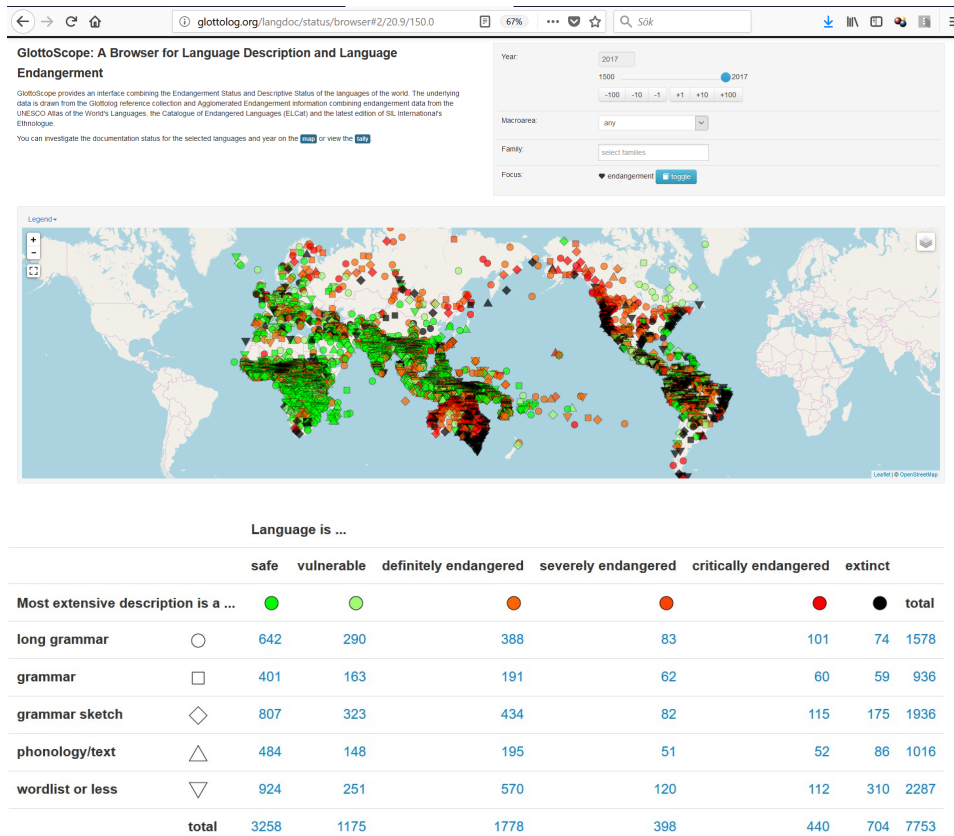 glottolog.org/langdoc/status/browser#2/20.9/150.0
67%
Sök
GlottoScope: A Browser for Language Description and Language
Endangerment
GlottoScope provides an interface combining the Endangerment Status and Descriptive Status of the languages of the world. The underlying
data is drawn from the Glottolog reference collection and Agglomerated Endangerment information combining endangerment data from the
UNESCO Atlas of the World's Languages, the Catalogue of Endangered Languages (ELCat) and the latest edition of SIL International's
Ethnologue.
You can investigate the documentation status for the selected languages and year on the map or view the tally
Year: 2017
1500 2017
-100 -10 -1 +1 +10 +100
Macroarea: any
Family: select families
Focus: endangerment toggle
Legend
+
-
Leaflet | © OpenStreetMap
Language is ...
safe vulnerable definitely endangered severely endangered critically endangered extinct
Most extensive description is a ... total
long grammar 642 290 388 83 101 74 1578
grammar 401 163 191 62 60 59 936
grammar sketch 807 323 434 82 115 175 1936
phonology/text 484 148 195 51 52 86 1016
wordlist or less 924 251 570 120 112 310 2287
total 3258 1175 1778 398 440 704 7753